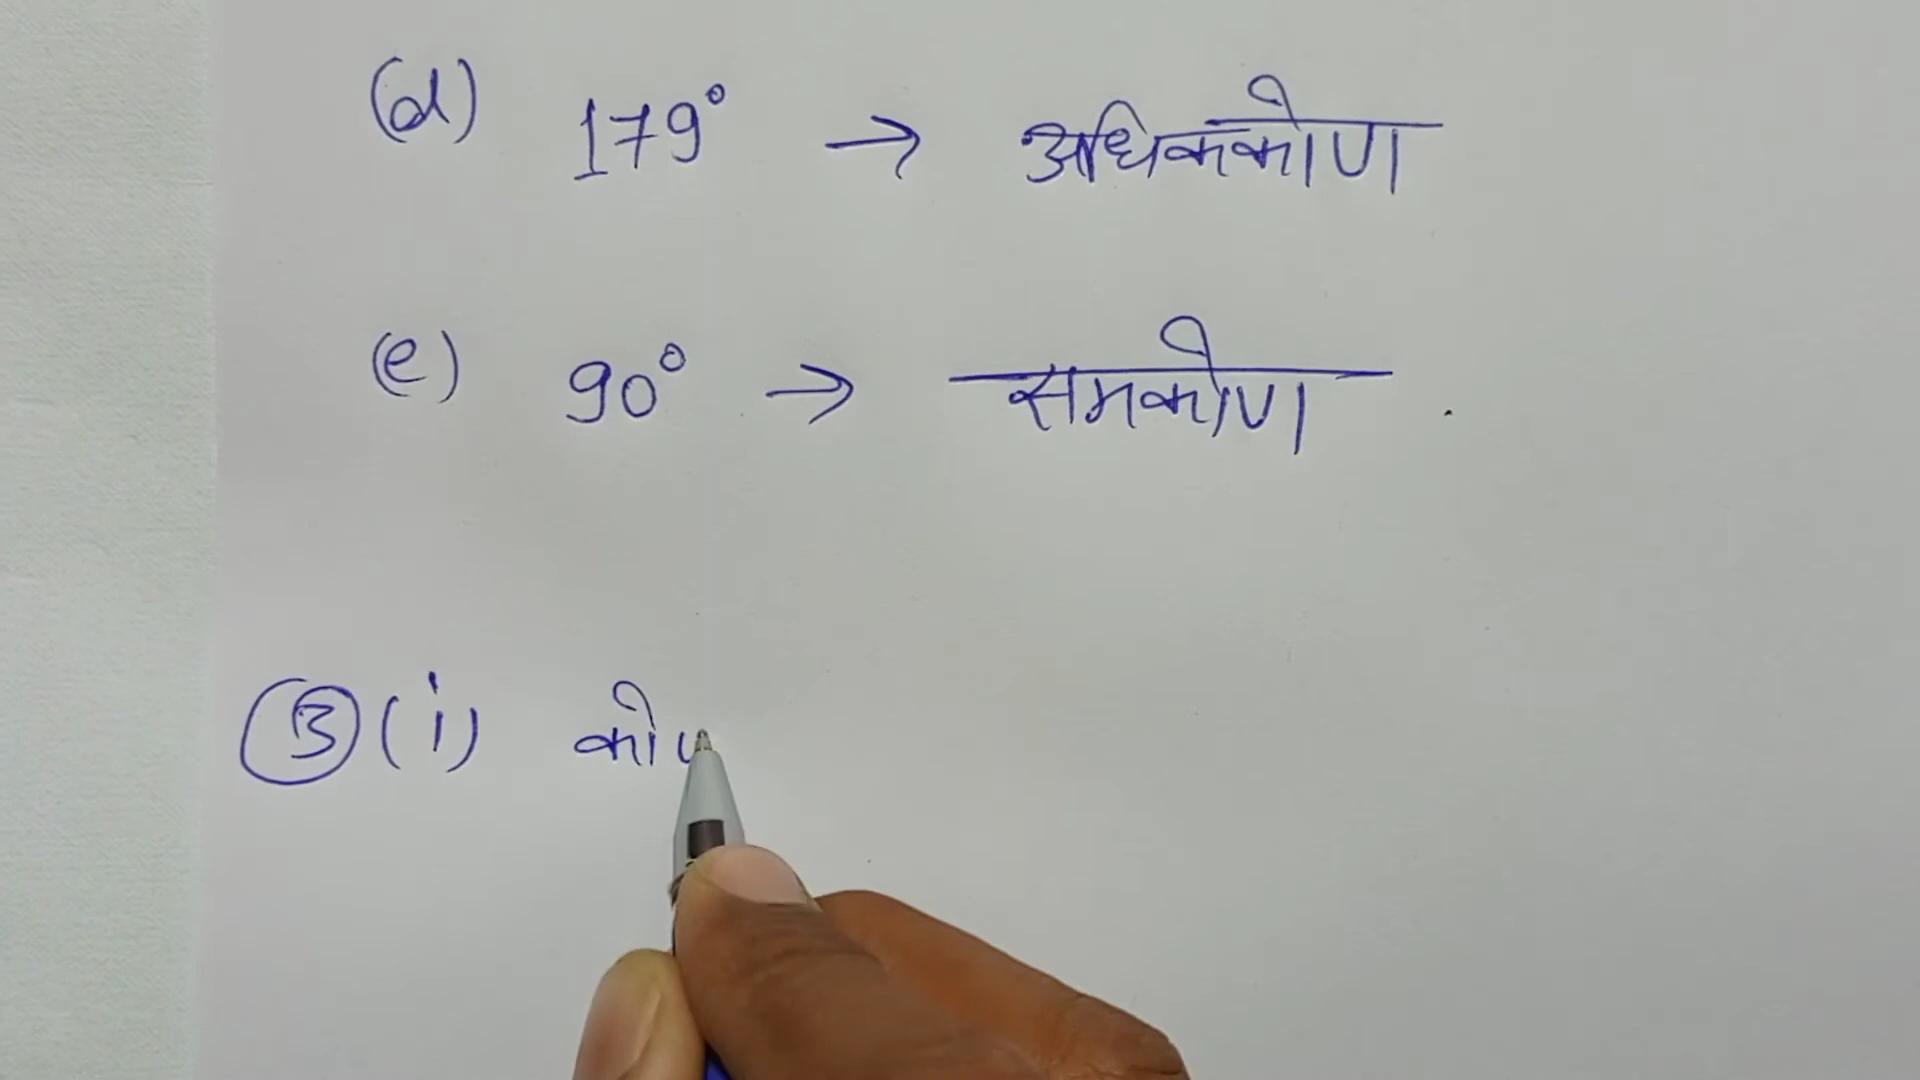 (d) 179° → अधिककोण
(e) 90° → समकोण
3 (i) को